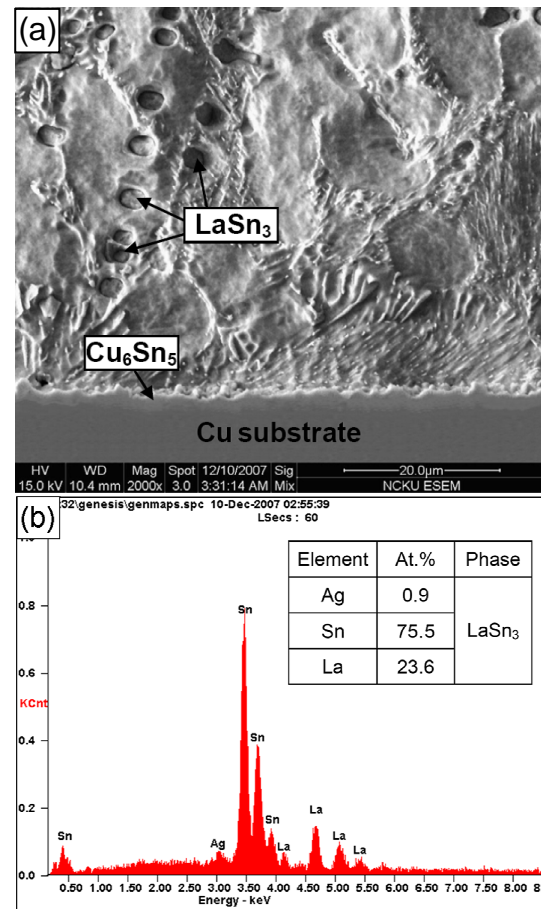 (a)
LaSn₃
Cu₆Sn₅
Cu substrate
HV WD Mag Spot 12/10/2007 Sig 20.0µm
15.0 kV 10.4 mm 2000x 3.0 3:31:14 AM Mix NCKU ESEM
(b)
32\genesis\genmaps.spc 10-Dec-2007 02:55:39
LSecs : 60
Element At.% Phase
Ag 0.9
Sn 75.5 LaSn₃
La 23.6
0.8
0.6
KCnt
0.4
0.2
0.0
Sn
Ag
Sn
Sn
Sn
La
La
La
La
0.50 1.00 1.50 2.00 2.50 3.00 3.50 4.00 4.50 5.00 5.50 6.00 6.50 7.00 7.50 8.00
Energy - keV